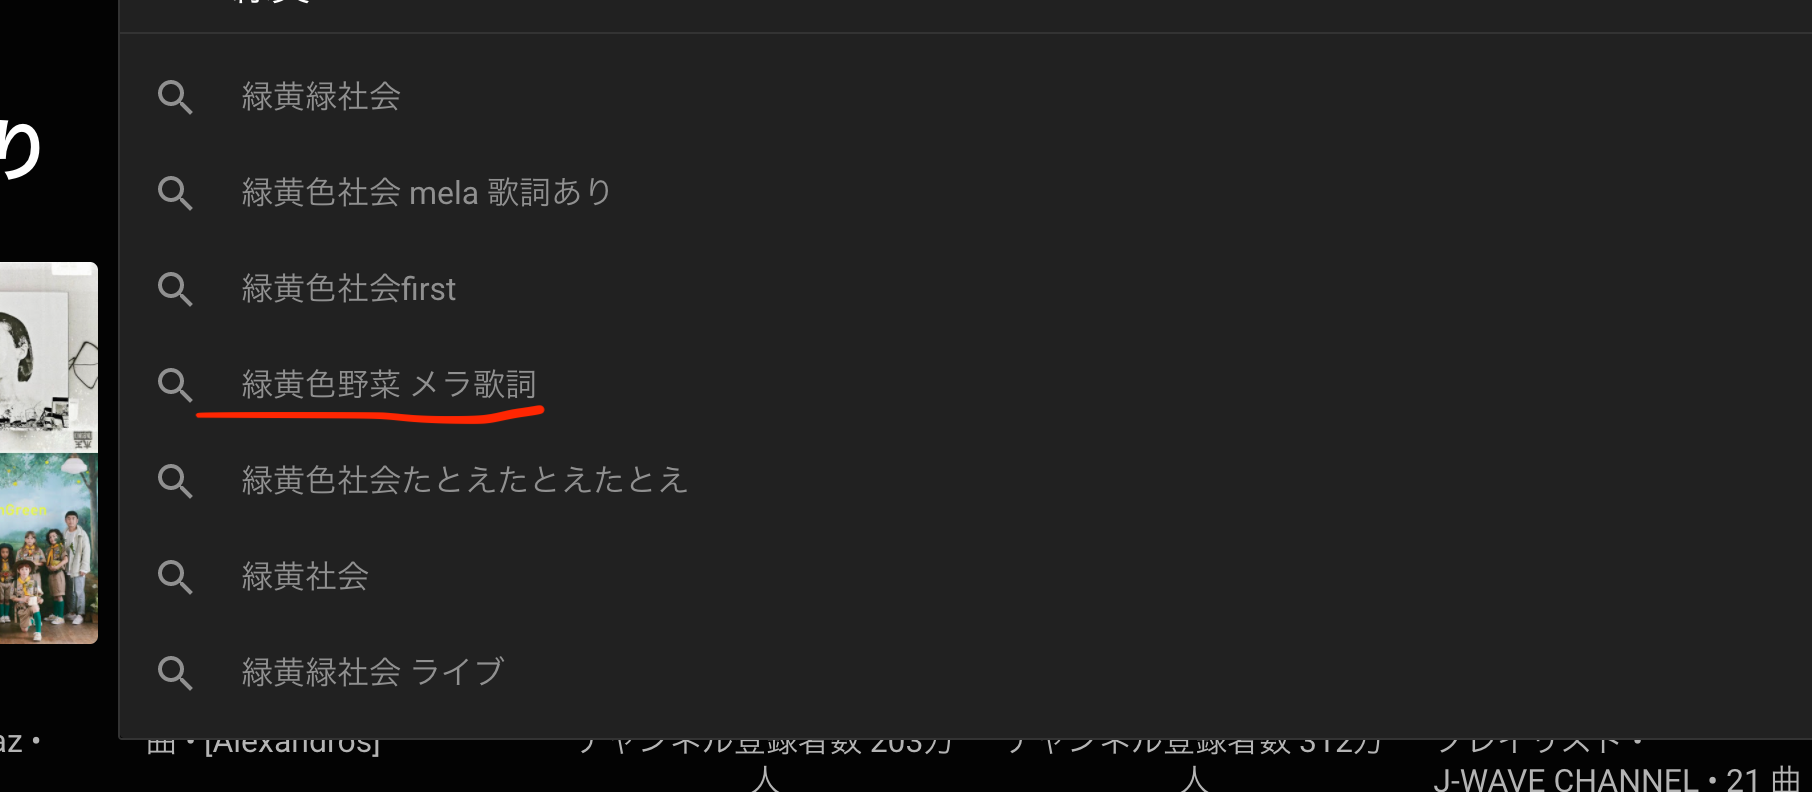 り
緑黄緑社会
緑黄色社会 mela 歌詞あり
緑黄色社会first
緑黄色野菜 メラ歌詞
緑黄色社会たとえたとえたとえ
緑黄社会
緑黄緑社会 ライブ
az •
曲 • [Alexandros]
チャンネル登録者数 203万
人
チャンネル登録者数 312万
人
プレイリスト •
J-WAVE CHANNEL • 21 曲
nGreen